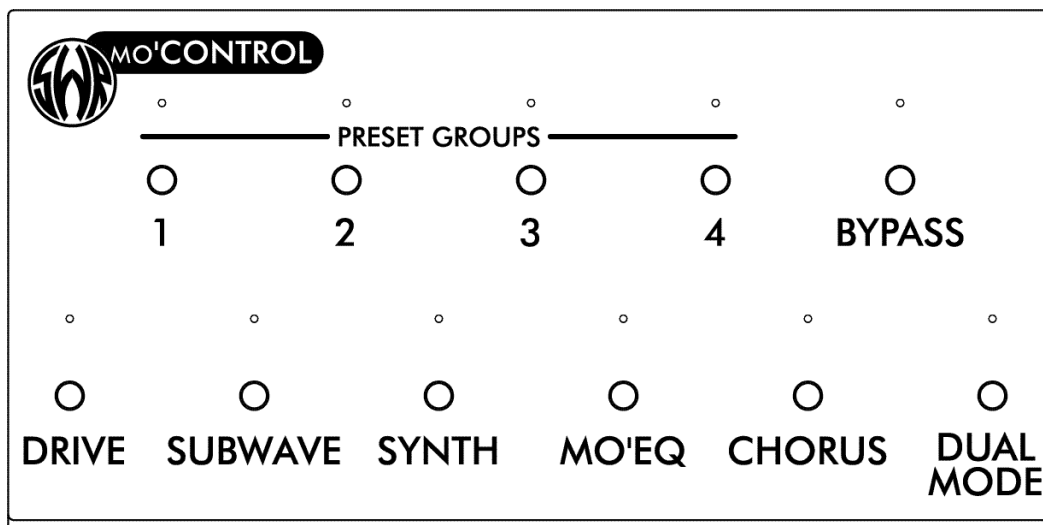 SWR
MO'CONTROL
PRESET GROUPS
1 2 3 4 BYPASS
DRIVE SUBWAVE SYNTH MO'EQ CHORUS DUAL
MODE